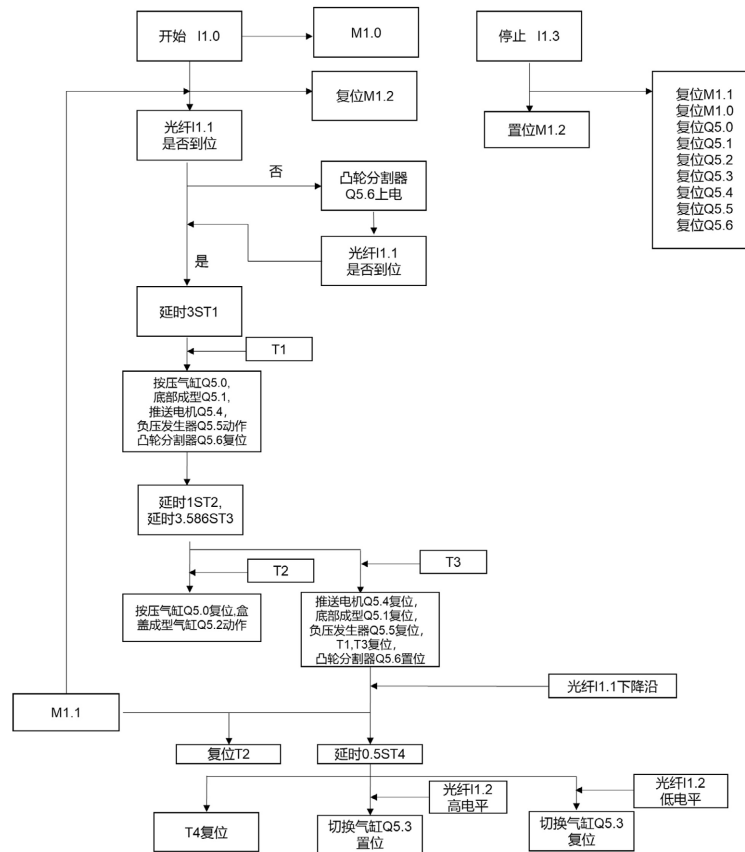 开始 I1.0
M1.0
停止 I1.3
复位M1.2
置位M1.2
复位M1.1
复位M1.0
复位Q5.0
复位Q5.1
复位Q5.2
复位Q5.3
复位Q5.4
复位Q5.5
复位Q5.6
光纤I1.1
是否到位
否
凸轮分割器
Q5.6上电
光纤I1.1
是否到位
是
延时3ST1
T1
按压气缸Q5.0,
底部成型Q5.1,
推送电机Q5.4,
负压发生器Q5.5动作
凸轮分割器Q5.6复位
延时1ST2,
延时3.586ST3
T2
T3
按压气缸Q5.0复位,盒
盖成型气缸Q5.2动作
推送电机Q5.4复位,
底部成型Q5.1复位,
负压发生器Q5.5复位,
T1,T3复位,
凸轮分割器Q5.6置位
光纤I1.1下降沿
M1.1
复位T2
延时0.5ST4
光纤I1.2
高电平
光纤I1.2
低电平
T4复位
切换气缸Q5.3
置位
切换气缸Q5.3
复位